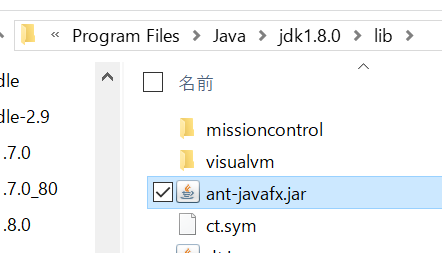 « Program Files › Java › jdk1.8.0 › lib ›
名前
dle
missioncontrol
dle-2.9
visualvm
.7.0
ant-javafx.jar
.7.0_80
ct.sym
.8.0